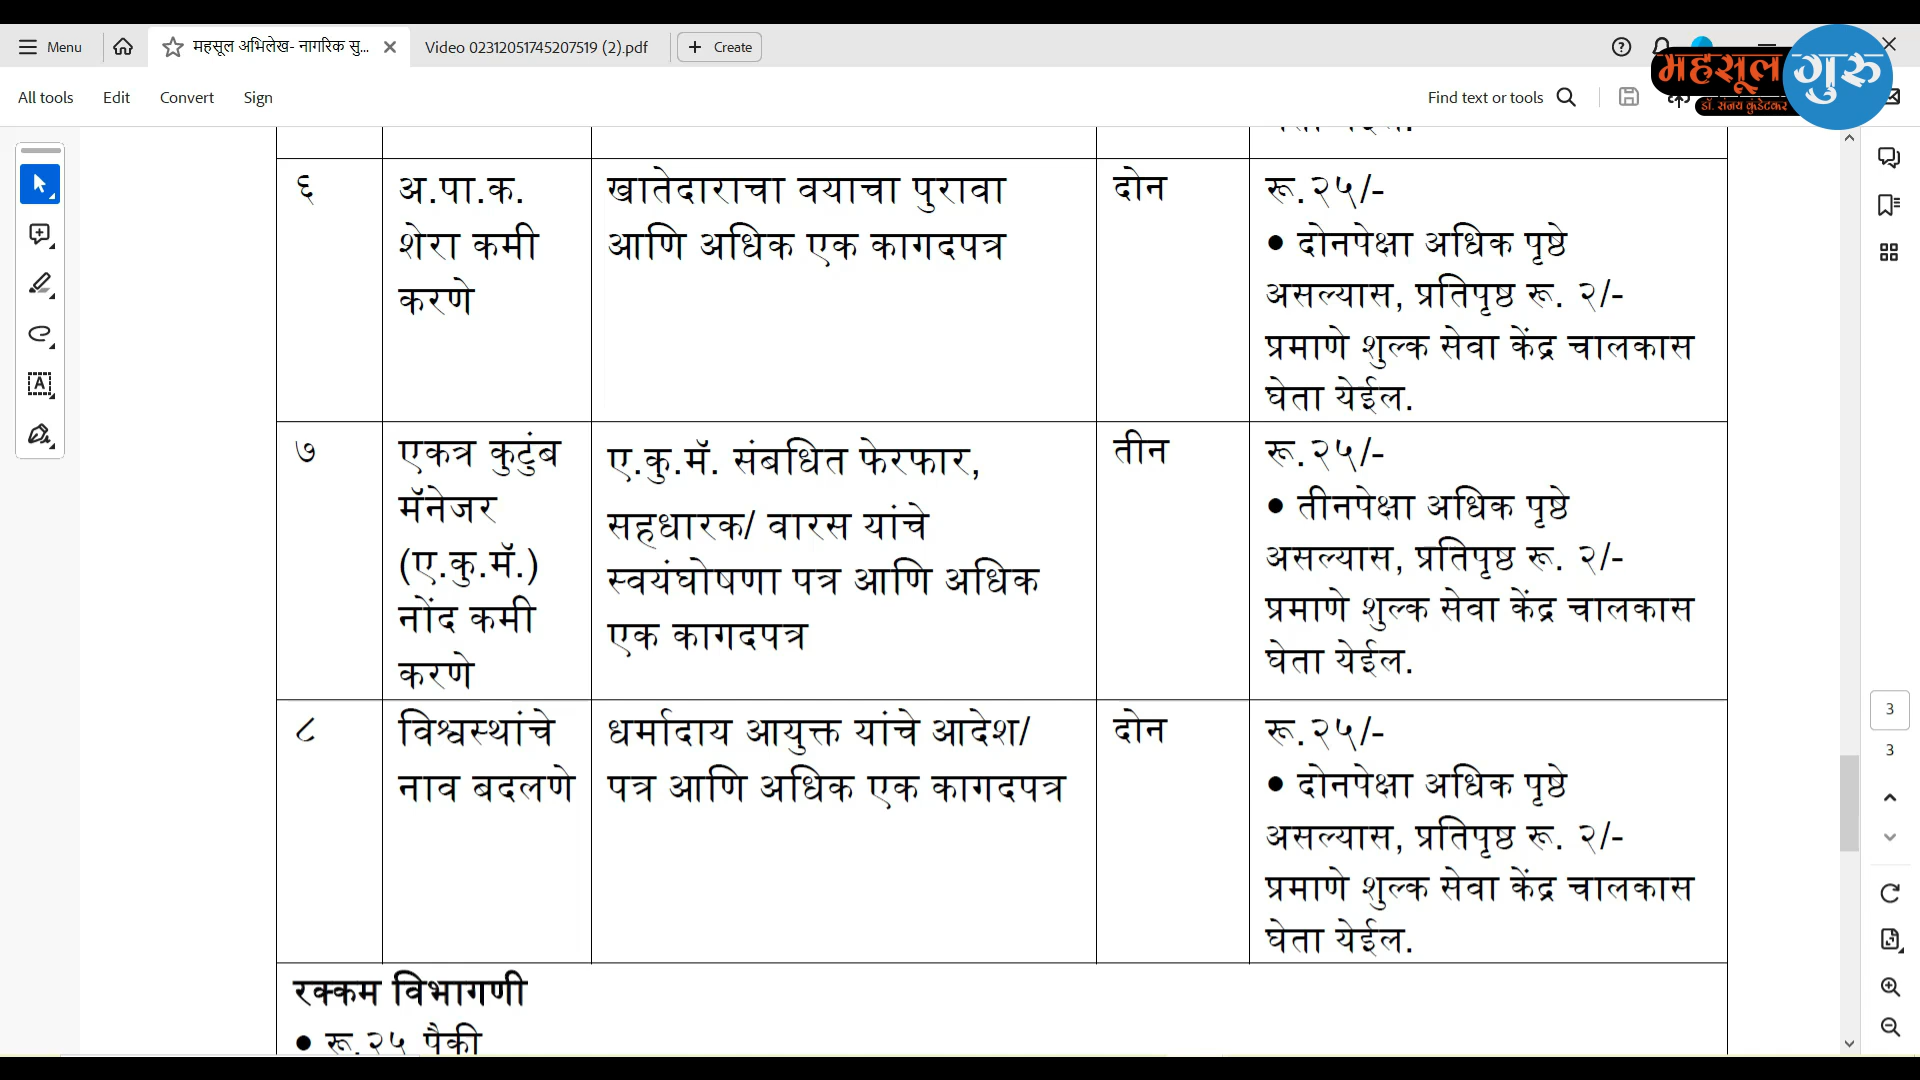 Menu
महसूल अभिलेख- नागरिक सु...
Video 02312051745207519 (2).pdf
Create
महसूल गुरु
डॉ. संजय कुंडेटकर
All tools
Edit
Convert
Sign
Find text or tools
६
अ.पा.क.
शेरा कमी
करणे
खातेदाराचा वयाचा पुरावा
आणि अधिक एक कागदपत्र
दोन
रू.२५/-
• दोनपेक्षा अधिक पृष्ठे
असल्यास, प्रतिपृष्ठ रू. २/-
प्रमाणे शुल्क सेवा केंद्र चालकास
घेता येईल.
७
एकत्र कुटुंब
मॅनेजर
(ए.कु.मॅ.)
नोंद कमी
करणे
ए.कु.मॅ. संबधित फेरफार,
सहधारक/ वारस यांचे
स्वयंघोषणा पत्र आणि अधिक
एक कागदपत्र
तीन
रू.२५/-
• तीनपेक्षा अधिक पृष्ठे
असल्यास, प्रतिपृष्ठ रू. २/-
प्रमाणे शुल्क सेवा केंद्र चालकास
घेता येईल.
८
विश्वस्थांचे
नाव बदलणे
धर्मादाय आयुक्त यांचे आदेश/
पत्र आणि अधिक एक कागदपत्र
दोन
रू.२५/-
• दोनपेक्षा अधिक पृष्ठे
असल्यास, प्रतिपृष्ठ रू. २/-
प्रमाणे शुल्क सेवा केंद्र चालकास
घेता येईल.
रक्कम विभागणी
• रू.२५ पैकी
3
3